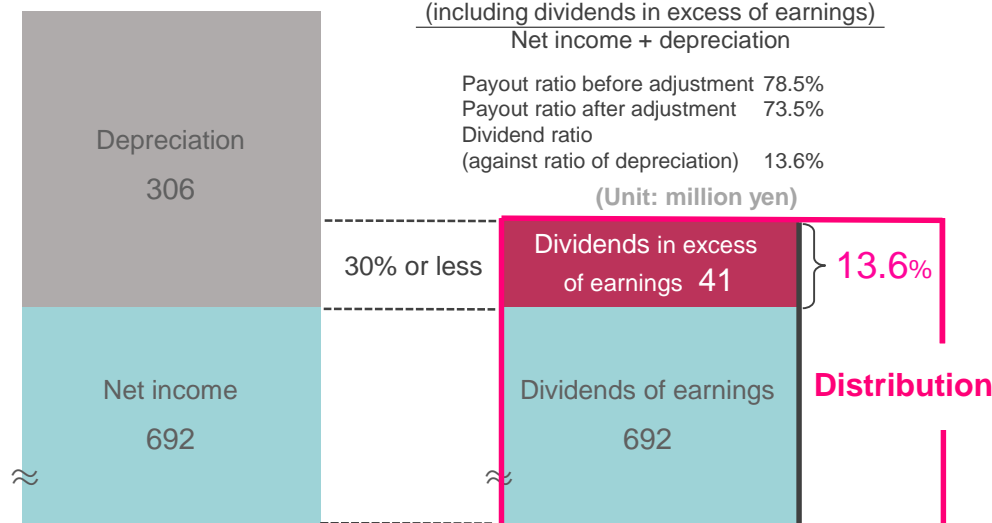 (including dividends in excess of earnings)
Net income + depreciation
Payout ratio before adjustment 78.5%
Payout ratio after adjustment 73.5%
Dividend ratio
(against ratio of depreciation) 13.6%
(Unit: million yen)
Depreciation
306
30% or less
Dividends in excess
of earnings 41
13.6%
Net income
692
Dividends of earnings
692
Distribution